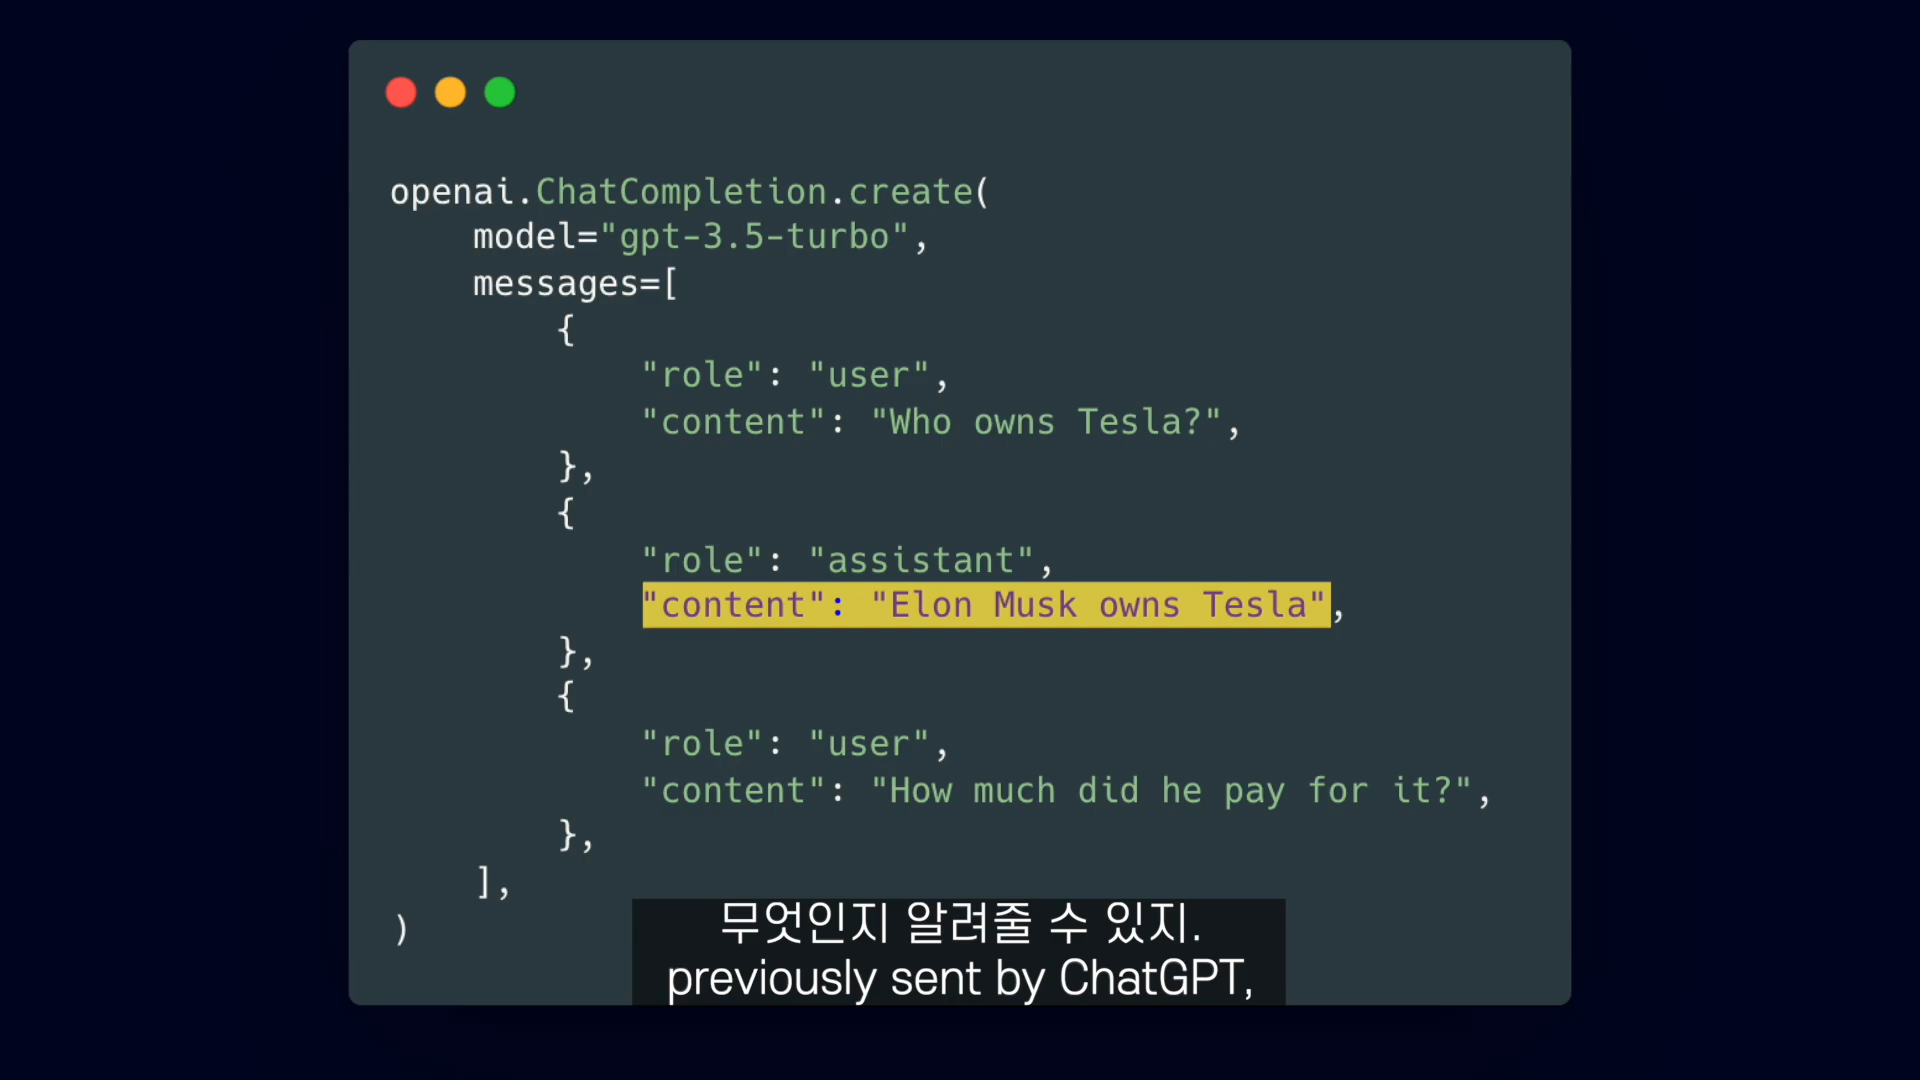 openai.ChatCompletion.create(
model="gpt-3.5-turbo",
messages=[
{
"role": "user",
"content": "Who owns Tesla?",
},
{
"role": "assistant",
"content": "Elon Musk owns Tesla",
},
{
"role": "user",
"content": "How much did he pay for it?",
},
],
)
무엇인지 알려줄 수 있지.
previously sent by ChatGPT,